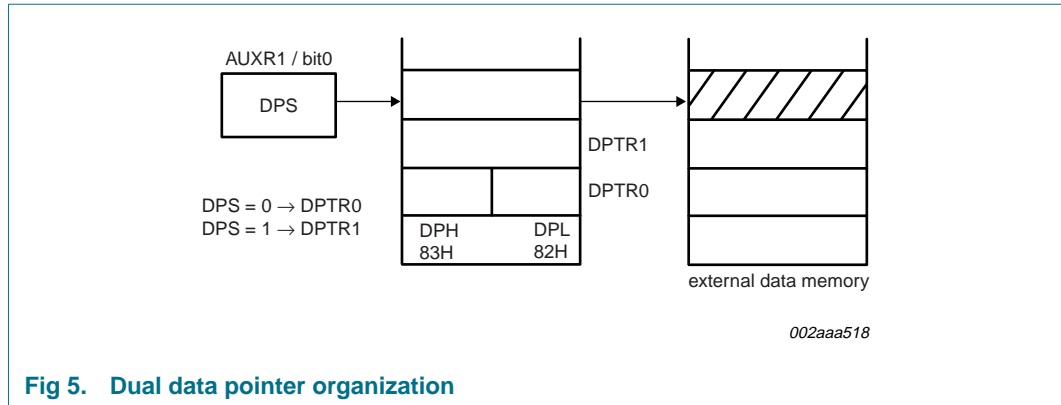 AUXR1 / bit0
DPS
DPTR1
DPTR0
DPS = 0 → DPTR0
DPS = 1 → DPTR1
DPH DPL
83H 82H
external data memory
002aaa518
Fig 5. Dual data pointer organization